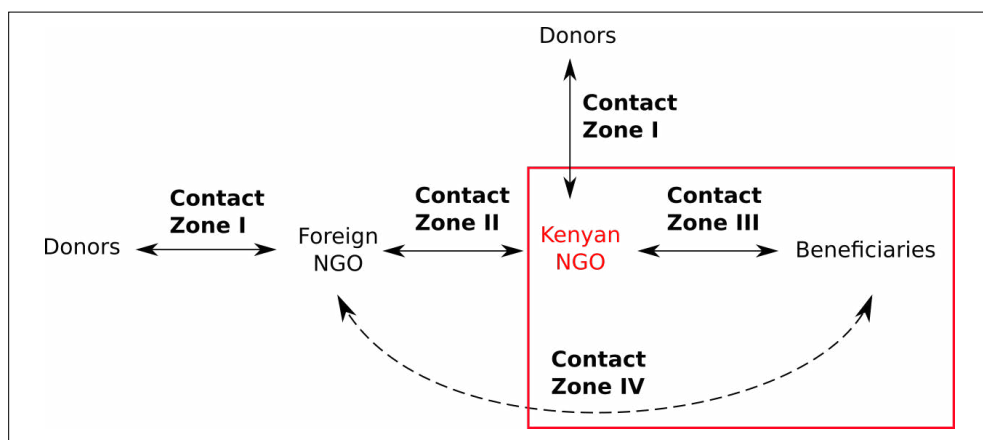 Donors
Contact
Zone I
Contact
Zone I
Contact
Zone II
Contact
Zone III
Donors
Foreign
NGO
Kenyan
NGO
Beneficiaries
Contact
Zone IV